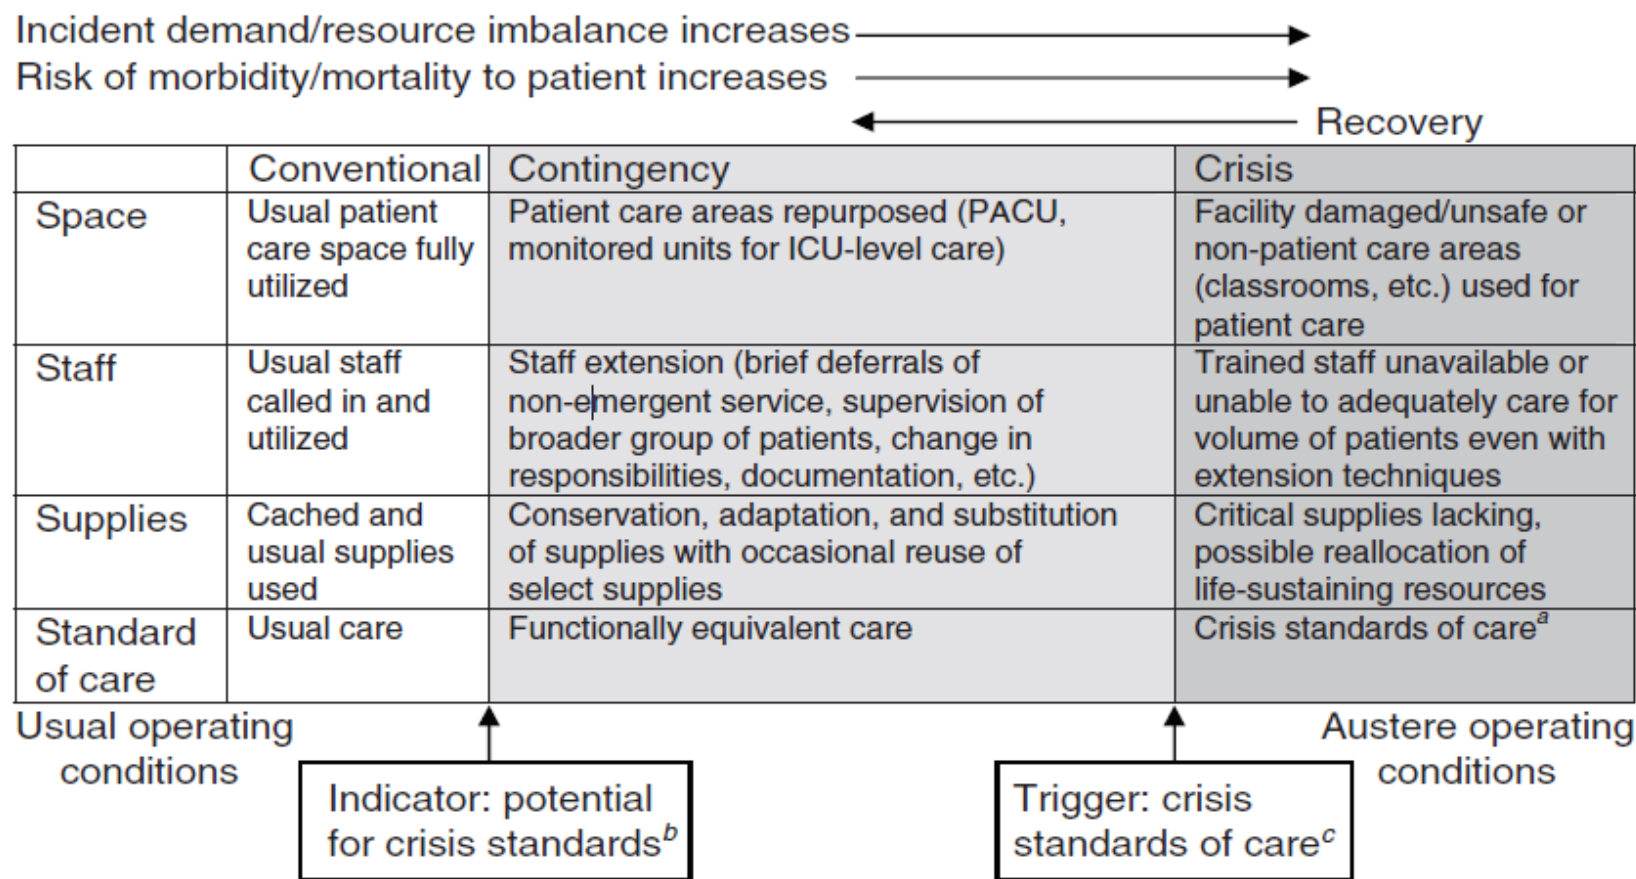 Incident demand/resource imbalance increases
Risk of morbidity/mortality to patient increases
Recovery
Conventional
Contingency
Crisis
Space
Usual patient
care space fully
utilized
Patient care areas repurposed (PACU,
monitored units for ICU-level care)
Facility damaged/unsafe or
non-patient care areas
(classrooms, etc.) used for
patient care
Staff
Usual staff
called in and
utilized
Staff extension (brief deferrals of
non-emergent service, supervision of
broader group of patients, change in
responsibilities, documentation, etc.)
Trained staff unavailable or
unable to adequately care for
volume of patients even with
extension techniques
Supplies
Cached and
usual supplies
used
Conservation, adaptation, and substitution
of supplies with occasional reuse of
select supplies
Critical supplies lacking,
possible reallocation of
life-sustaining resources
Standard
of care
Usual care
Functionally equivalent care
Crisis standards of care^a
Usual operating
conditions
Indicator: potential
for crisis standards^b
Trigger: crisis
standards of care^c
Austere operating
conditions